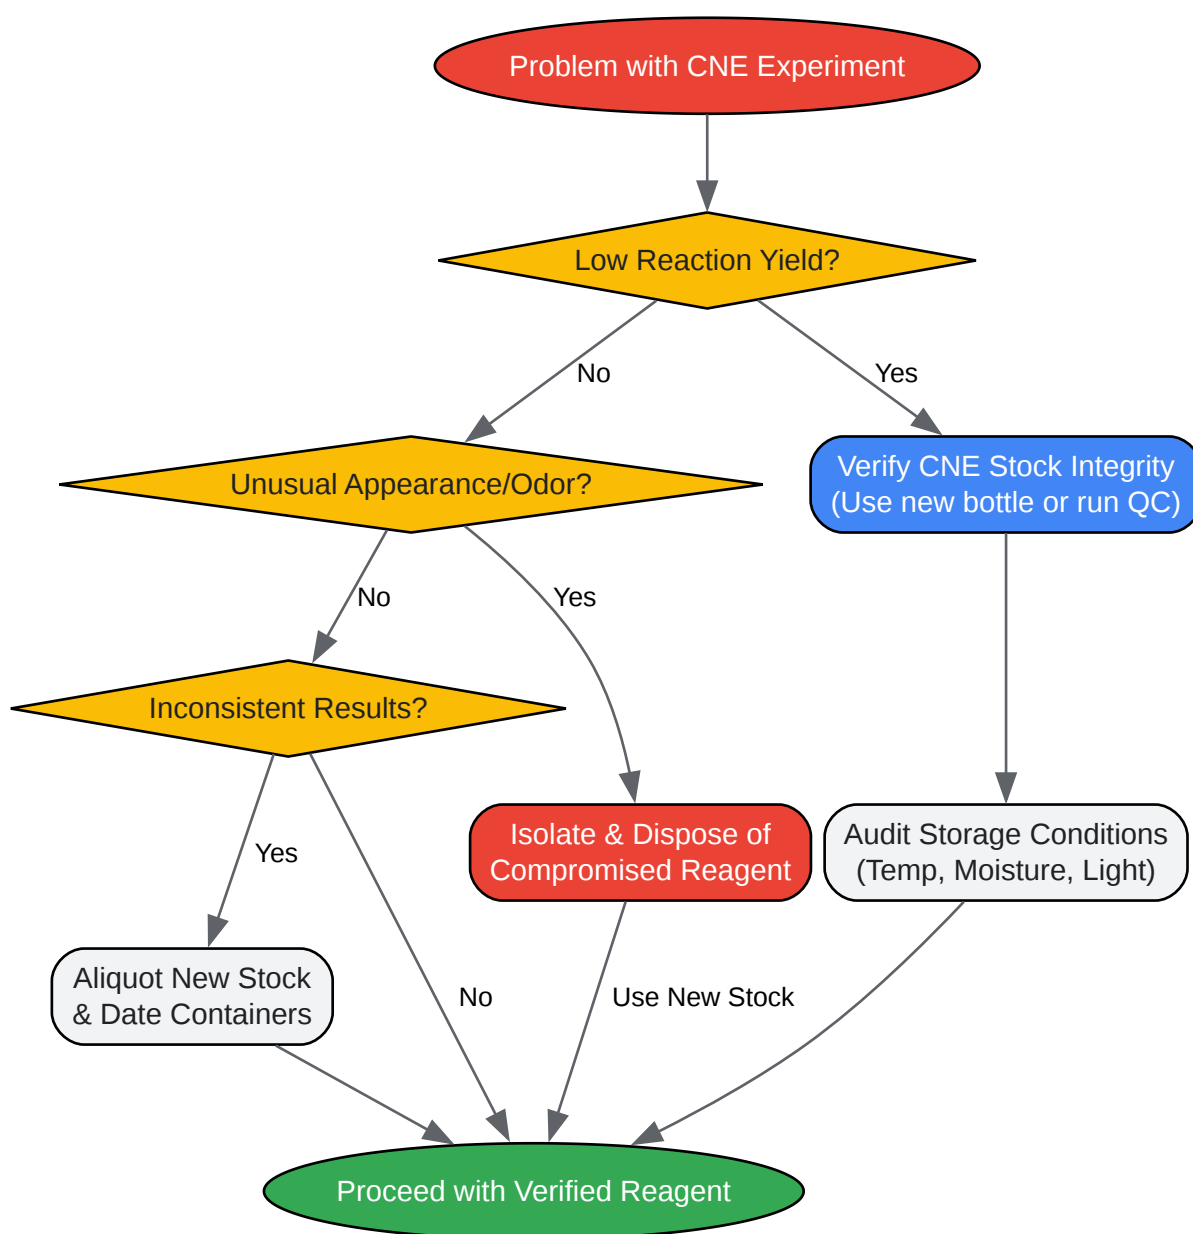 Problem with CNE Experiment
Low Reaction Yield?
No
Yes
Unusual Appearance/Odor?
Verify CNE Stock Integrity
(Use new bottle or run QC)
No
Yes
Inconsistent Results?
Yes
Isolate & Dispose of
Compromised Reagent
Audit Storage Conditions
(Temp, Moisture, Light)
Aliquot New Stock
& Date Containers
No
Use New Stock
Proceed with Verified Reagent